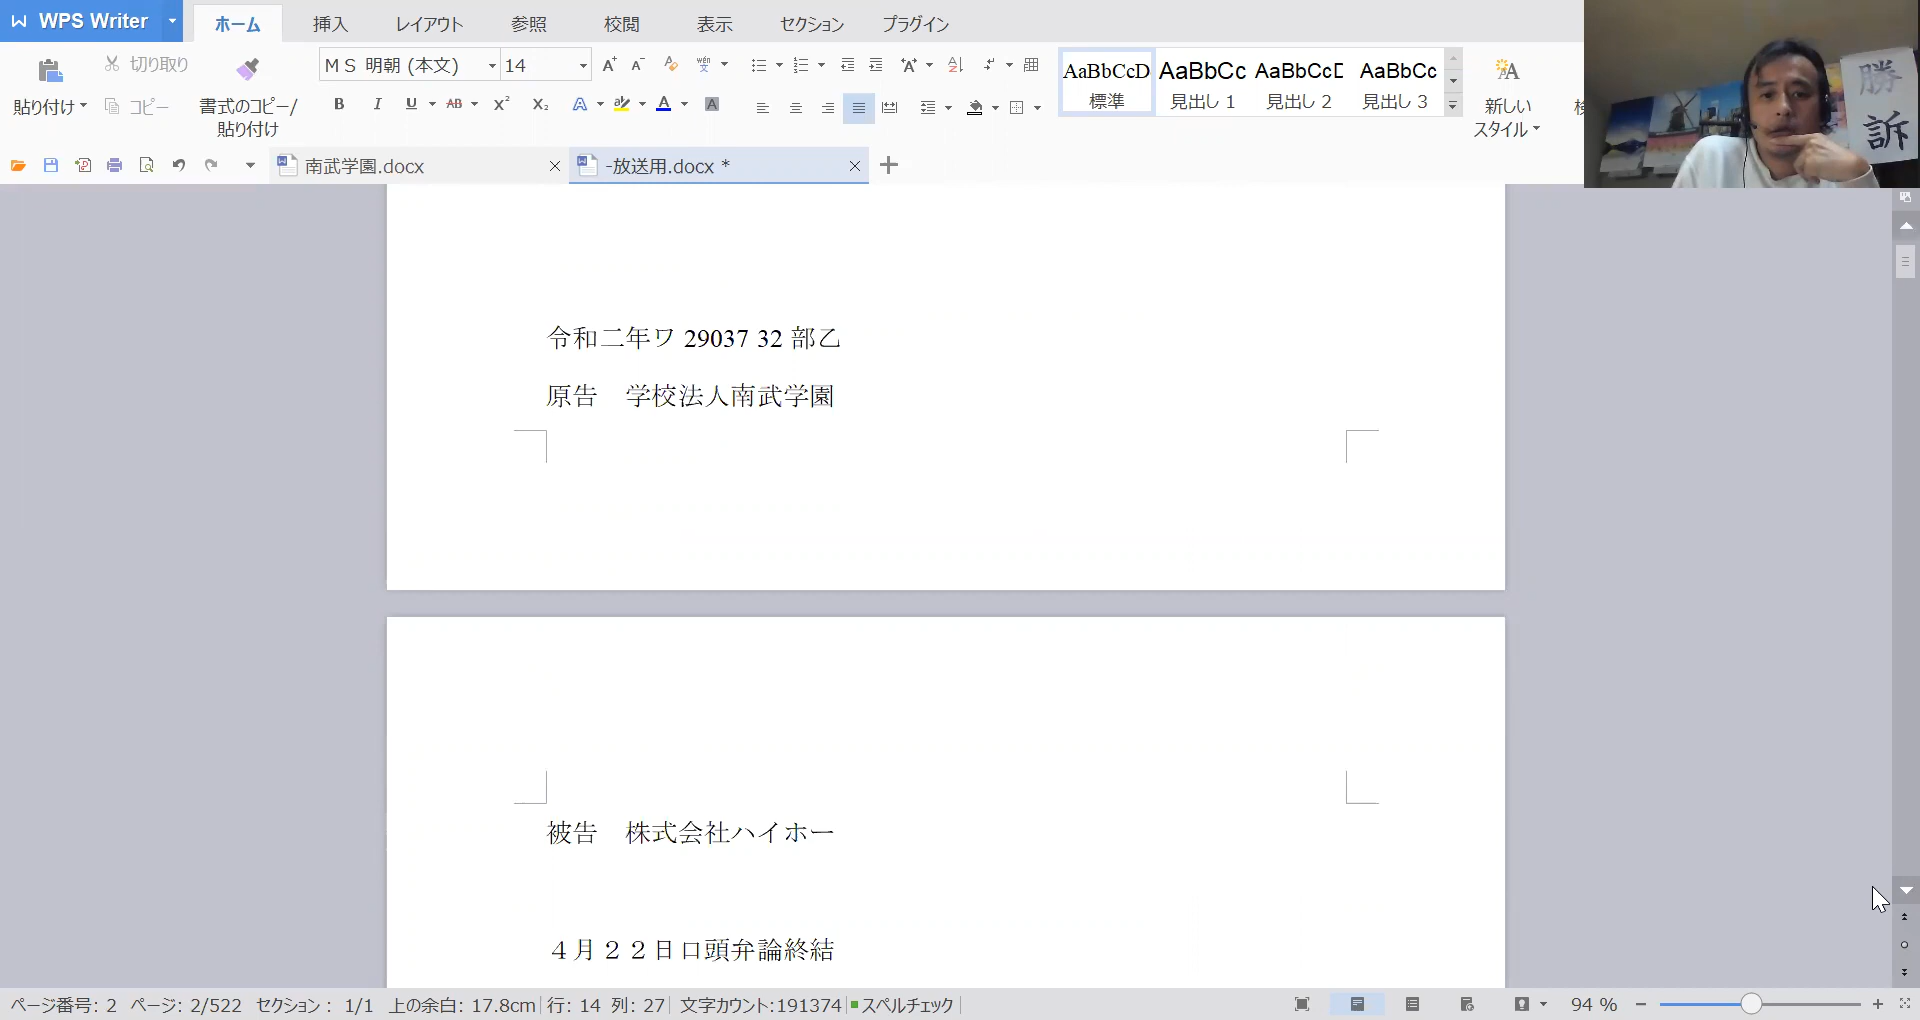 WPS Writer
ホーム 挿入 レイアウト 参照 校閲 表示 セクション プラグイン
貼り付け 切り取り コピー 書式のコピー/貼り付け
ＭＳ 明朝 (本文) 14
B I U AB X² X₂ A A A
AaBbCcD AaBbCc AaBbCcD AaBbCc
標準 見出し 1 見出し 2 見出し 3
新しいスタイル
勝
訴
南武学園.docx -放送用.docx *
令和二年ワ 29037 32 部乙
原告　学校法人南武学園
被告　株式会社ハイホー
４月２２日口頭弁論終結
ページ番号: 2 ページ: 2/522 セクション: 1/1 上の余白: 17.8cm 行: 14 列: 27 文字カウント:191374 スペルチェック 94 %